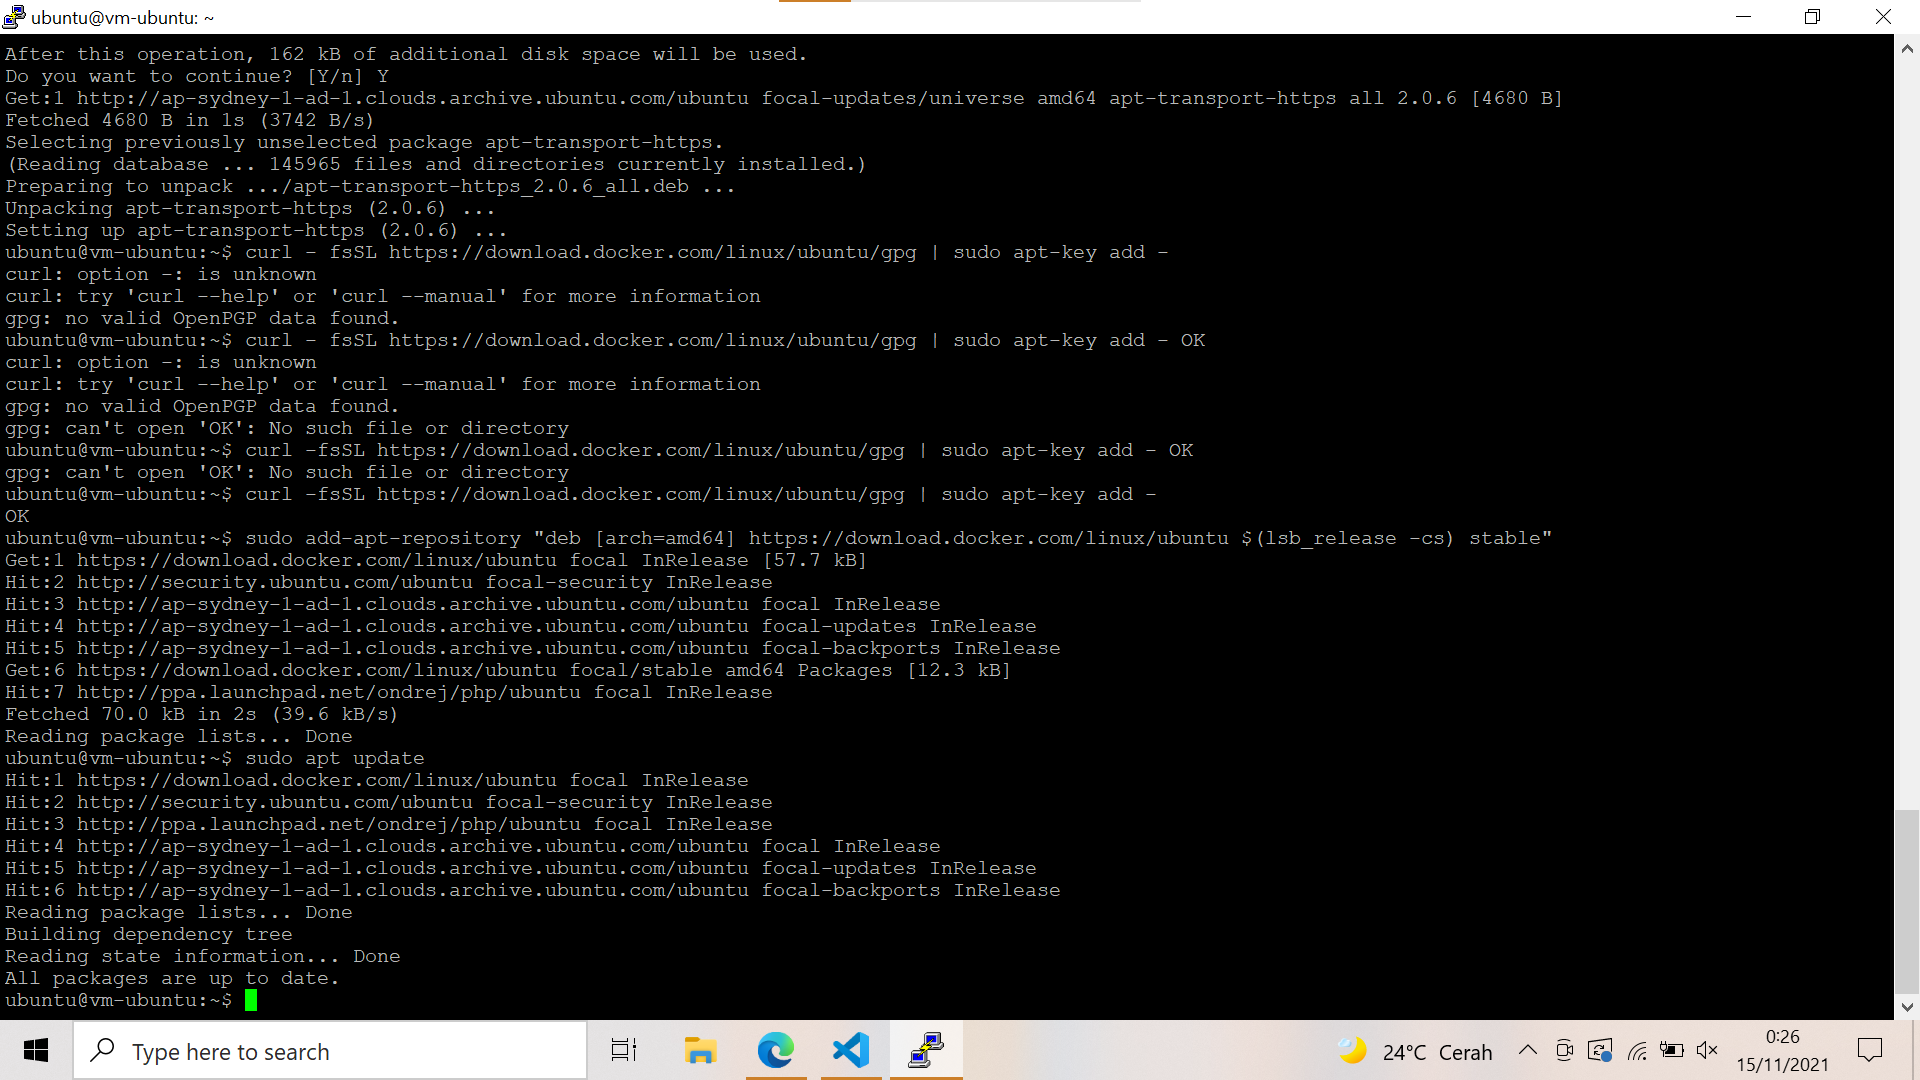 ubuntu@vm-ubuntu: ~
After this operation, 162 kB of additional disk space will be used.
Do you want to continue? [Y/n] Y
Get:1 http://ap-sydney-1-ad-1.clouds.archive.ubuntu.com/ubuntu focal-updates/universe amd64 apt-transport-https all 2.0.6 [4680 B]
Fetched 4680 B in 1s (3742 B/s)
Selecting previously unselected package apt-transport-https.
(Reading database ... 145965 files and directories currently installed.)
Preparing to unpack .../apt-transport-https_2.0.6_all.deb ...
Unpacking apt-transport-https (2.0.6) ...
Setting up apt-transport-https (2.0.6) ...
ubuntu@vm-ubuntu:~$ curl - fsSL https://download.docker.com/linux/ubuntu/gpg | sudo apt-key add -
curl: option -: is unknown
curl: try 'curl --help' or 'curl --manual' for more information
gpg: no valid OpenPGP data found.
ubuntu@vm-ubuntu:~$ curl - fsSL https://download.docker.com/linux/ubuntu/gpg | sudo apt-key add - OK
curl: option -: is unknown
curl: try 'curl --help' or 'curl --manual' for more information
gpg: no valid OpenPGP data found.
gpg: can't open 'OK': No such file or directory
ubuntu@vm-ubuntu:~$ curl -fsSL https://download.docker.com/linux/ubuntu/gpg | sudo apt-key add - OK
gpg: can't open 'OK': No such file or directory
ubuntu@vm-ubuntu:~$ curl -fsSL https://download.docker.com/linux/ubuntu/gpg | sudo apt-key add -
OK
ubuntu@vm-ubuntu:~$ sudo add-apt-repository "deb [arch=amd64] https://download.docker.com/linux/ubuntu $(lsb_release -cs) stable"
Get:1 https://download.docker.com/linux/ubuntu focal InRelease [57.7 kB]
Hit:2 http://security.ubuntu.com/ubuntu focal-security InRelease
Hit:3 http://ap-sydney-1-ad-1.clouds.archive.ubuntu.com/ubuntu focal InRelease
Hit:4 http://ap-sydney-1-ad-1.clouds.archive.ubuntu.com/ubuntu focal-updates InRelease
Hit:5 http://ap-sydney-1-ad-1.clouds.archive.ubuntu.com/ubuntu focal-backports InRelease
Get:6 https://download.docker.com/linux/ubuntu focal/stable amd64 Packages [12.3 kB]
Hit:7 http://ppa.launchpad.net/ondrej/php/ubuntu focal InRelease
Fetched 70.0 kB in 2s (39.6 kB/s)
Reading package lists... Done
ubuntu@vm-ubuntu:~$ sudo apt update
Hit:1 https://download.docker.com/linux/ubuntu focal InRelease
Hit:2 http://security.ubuntu.com/ubuntu focal-security InRelease
Hit:3 http://ppa.launchpad.net/ondrej/php/ubuntu focal InRelease
Hit:4 http://ap-sydney-1-ad-1.clouds.archive.ubuntu.com/ubuntu focal InRelease
Hit:5 http://ap-sydney-1-ad-1.clouds.archive.ubuntu.com/ubuntu focal-updates InRelease
Hit:6 http://ap-sydney-1-ad-1.clouds.archive.ubuntu.com/ubuntu focal-backports InRelease
Reading package lists... Done
Building dependency tree
Reading state information... Done
All packages are up to date.
ubuntu@vm-ubuntu:~$
Type here to search
24°C Cerah
0:26
15/11/2021